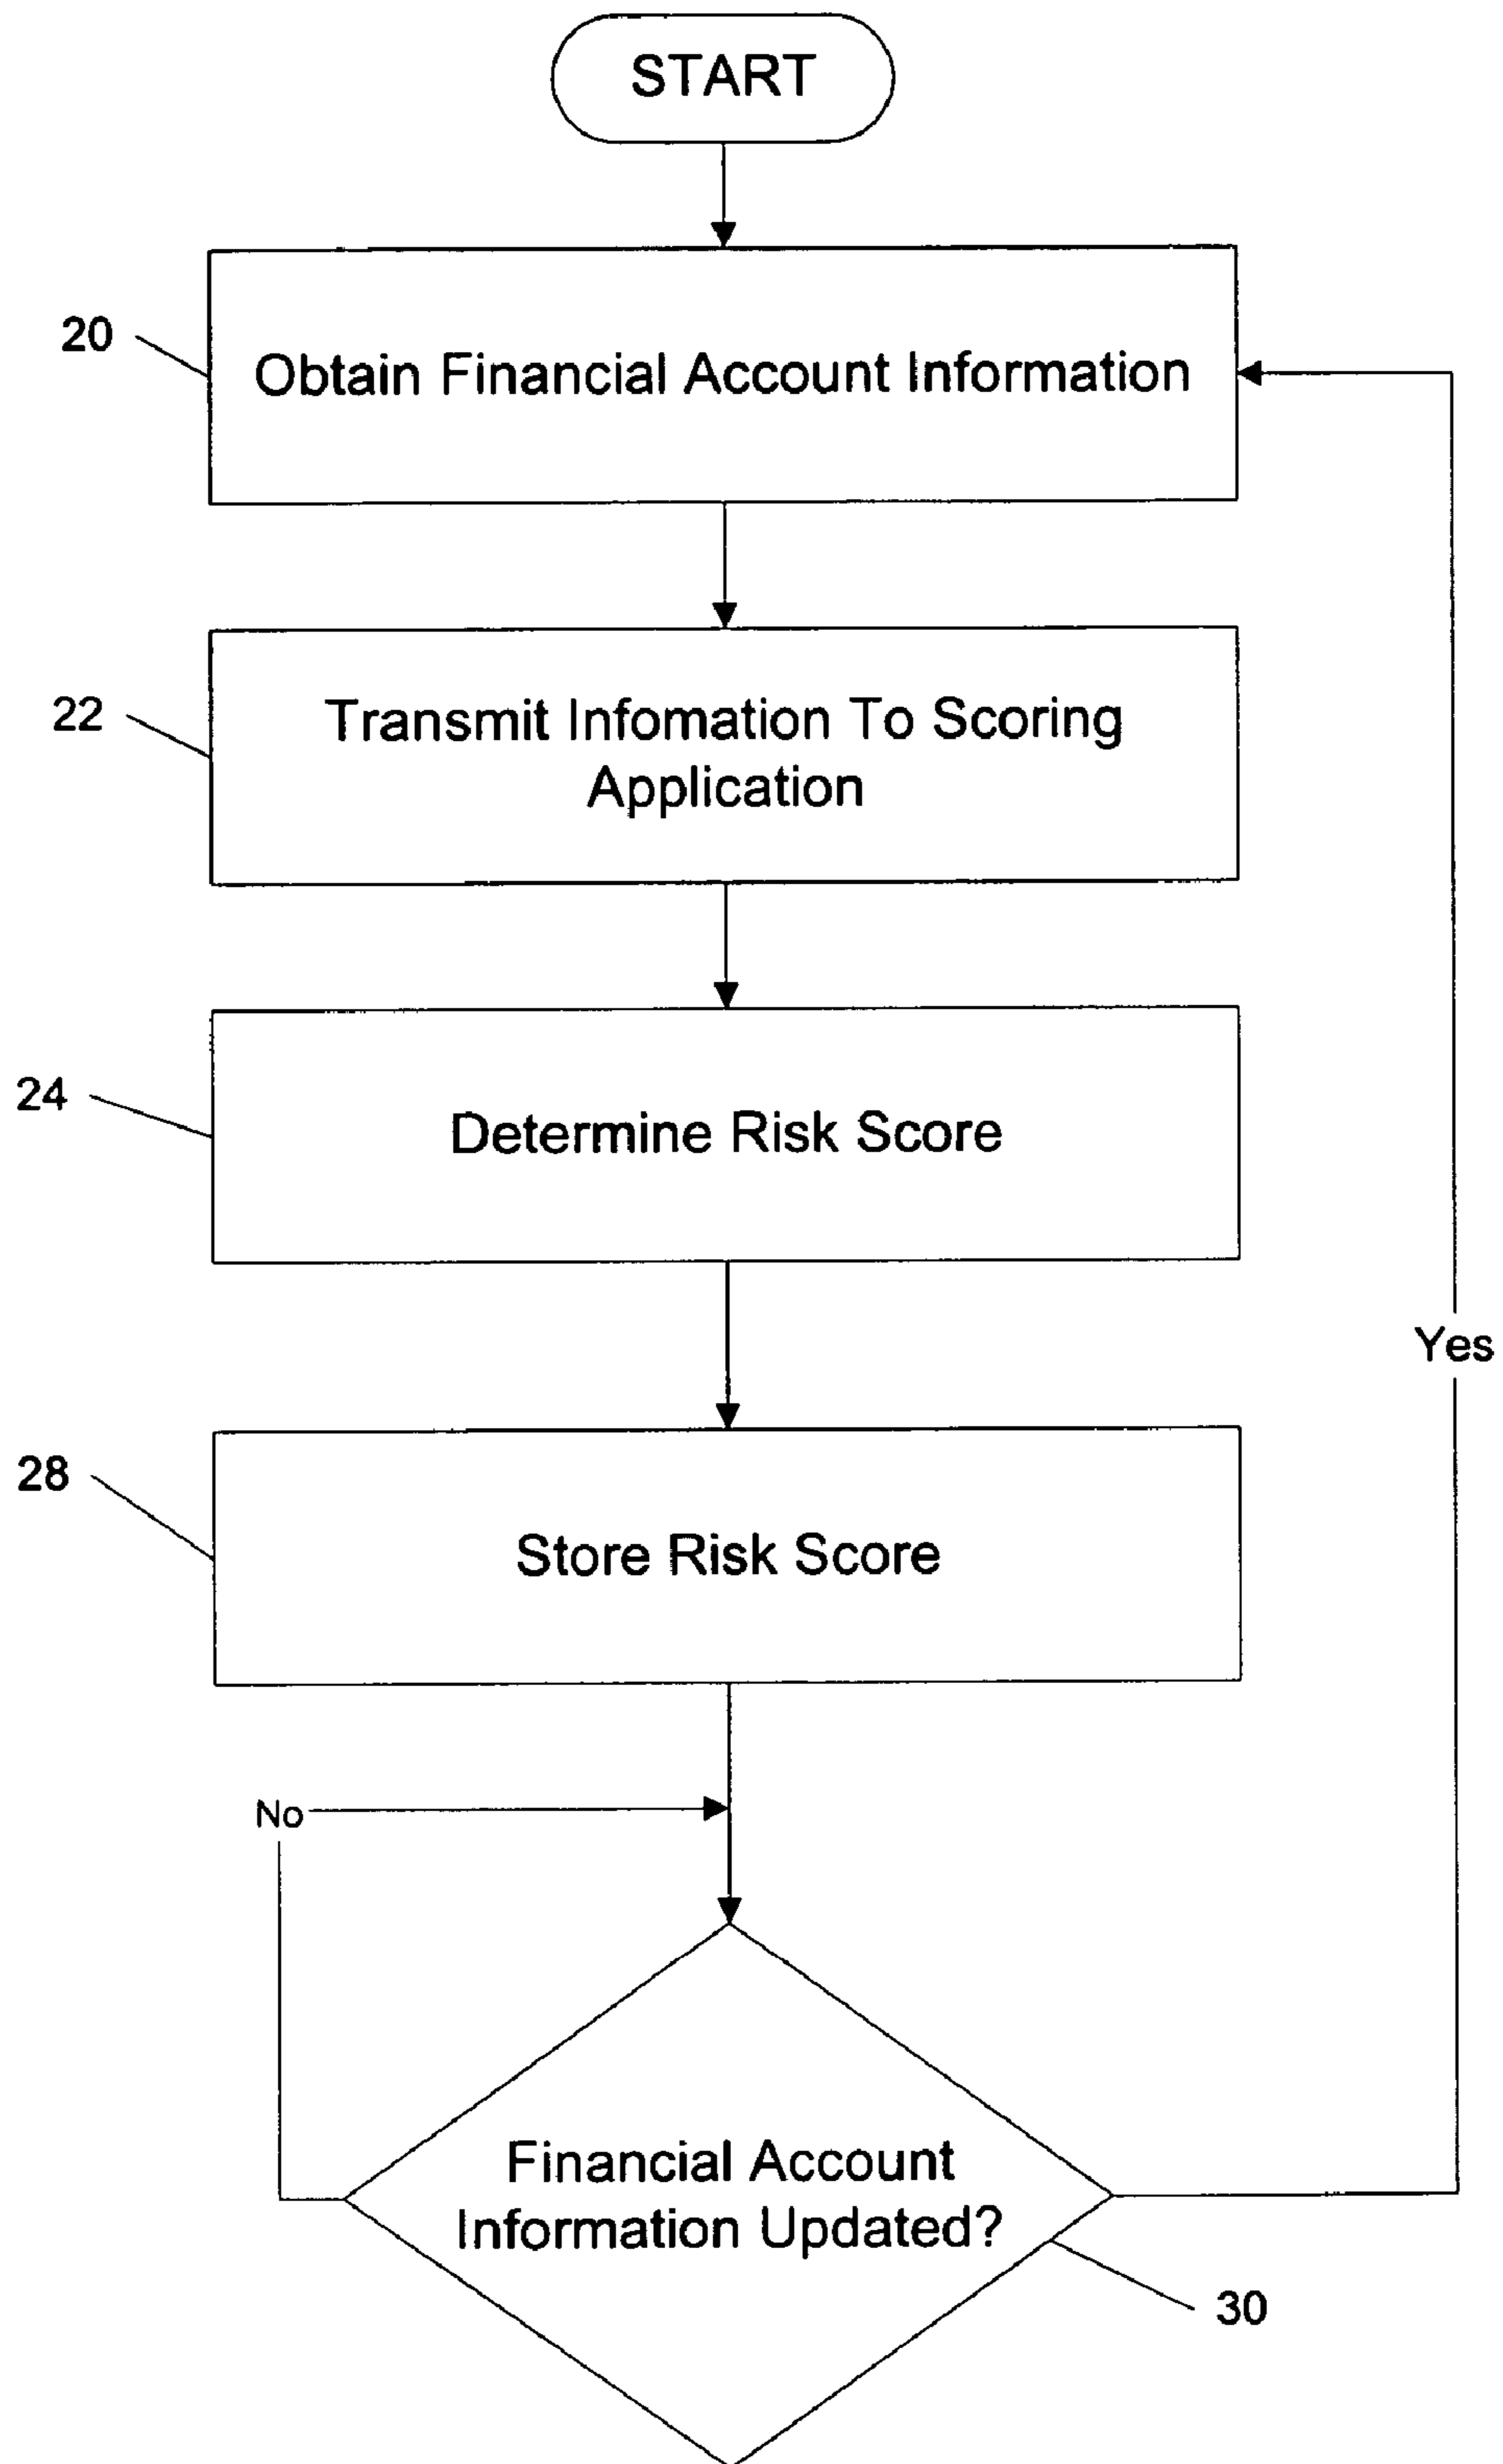 START
20
Obtain Financial Account Information
22
Transmit Infomation To Scoring
Application
24
Determine Risk Score
Yes
28
Store Risk Score
No
Financial Account
Information Updated?
30